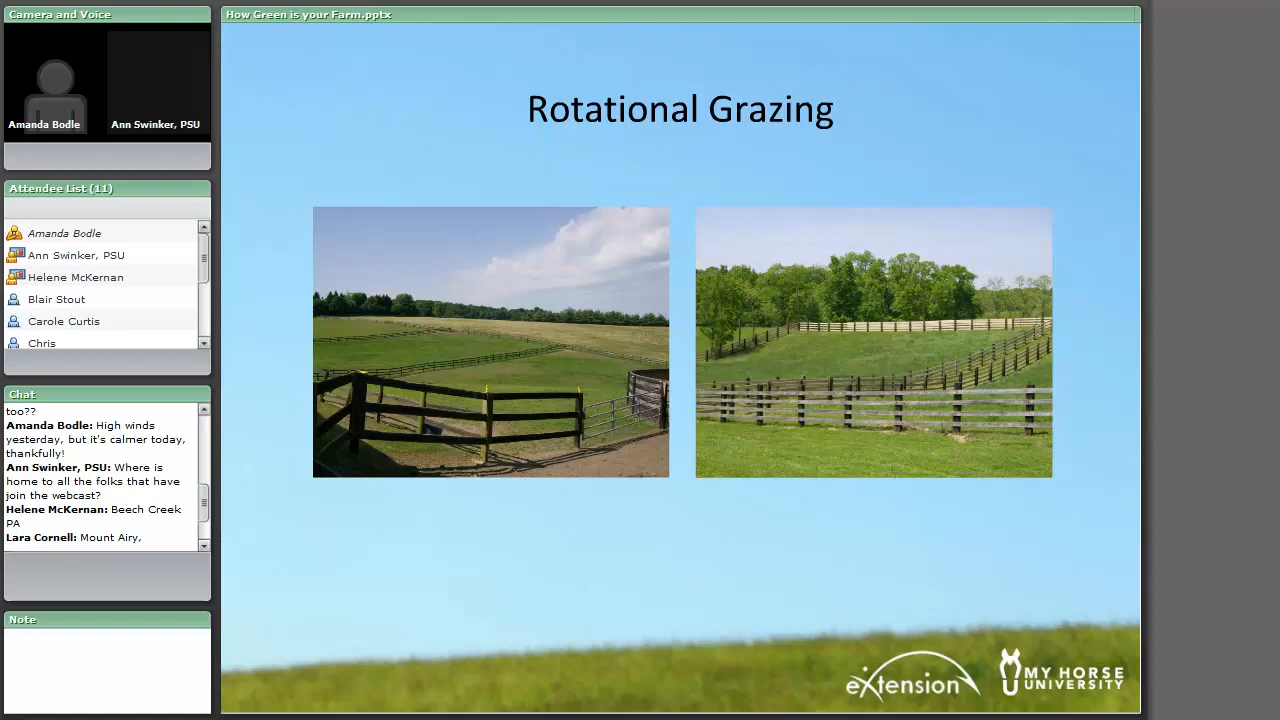 Camera and Voice
Amanda Bodle
Ann Swinker, PSU
Attendee List (11)
Amanda Bodle
Ann Swinker, PSU
Helene McKernan
Blair Stout
Carole Curtis
Chris
Chat
too??
Amanda Bodle: High winds
yesterday, but it's calmer today,
thankfully!
Ann Swinker, PSU: Where is
home to all the folks that have
join the webcast?
Helene McKernan: Beech Creek
PA
Lara Cornell: Mount Airy,
Note
How Green is your Farm.pptx
Rotational Grazing
eXtension
MY HORSE
UNIVERSITY